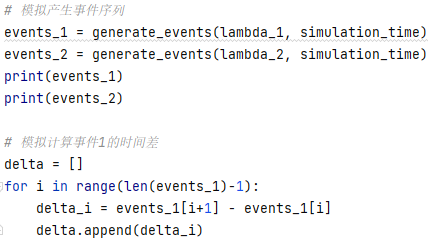 # 模拟产生事件序列
events_1 = generate_events(lambda_1, simulation_time)
events_2 = generate_events(lambda_2, simulation_time)
print(events_1)
print(events_2)
# 模拟计算事件1的时间差
delta = []
for i in range(len(events_1)-1):
    delta_i = events_1[i+1] - events_1[i]
    delta.append(delta_i)